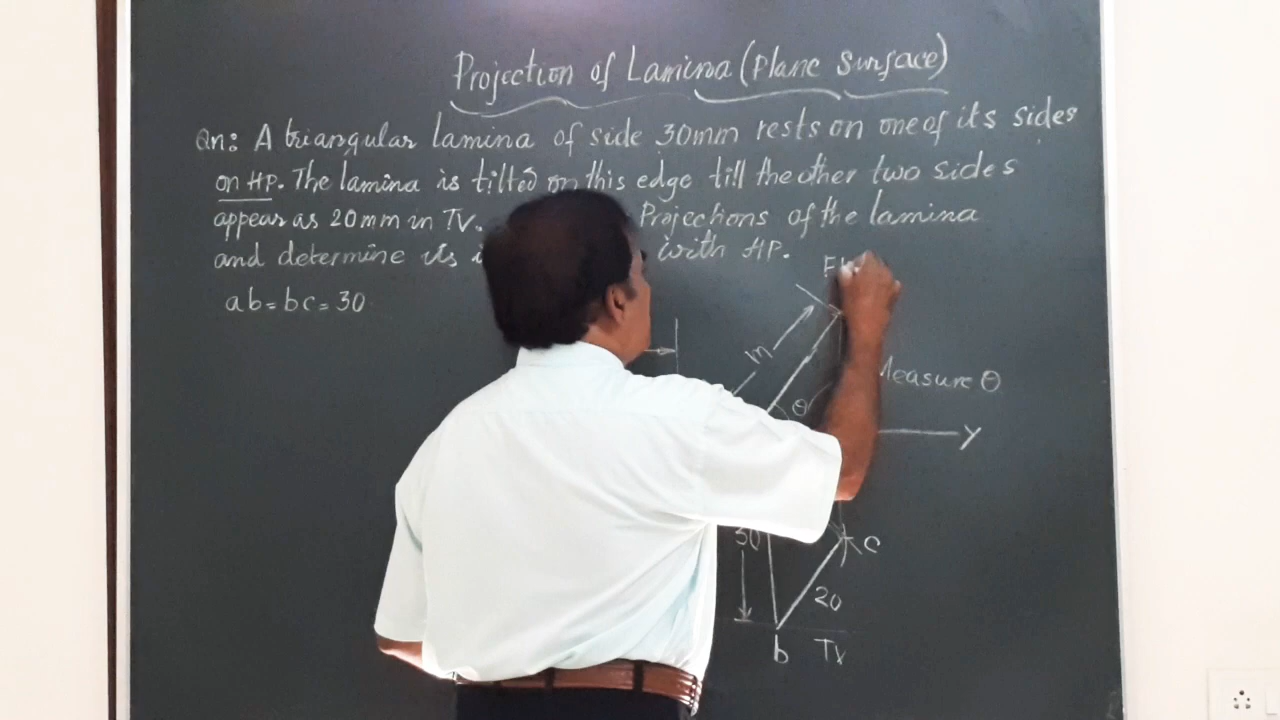 Projection of Lamina (Plane Surface)
Qn: A triangular lamina of side 30mm rests on one of its sides
on HP. The lamina is tilted on this edge till the other two sides
appear as 20mm in TV. Projections of the lamina
and determine its with HP.
ab = bc = 30
m
Measure θ
θ
Y
30
c
20
b TV